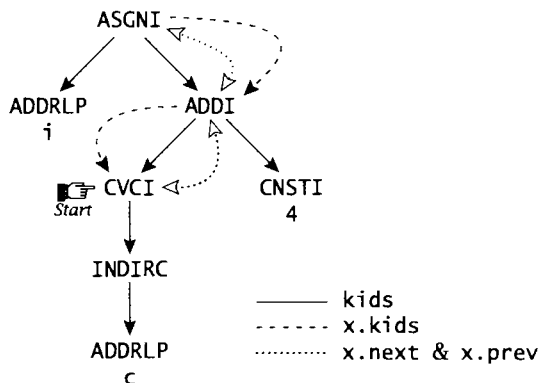 ASGNI
ADDRLP
i
ADDI
CVCI
Start
CNSTI
4
INDIRC
ADDRLP
c
kids
x.kids
x.next & x.prev